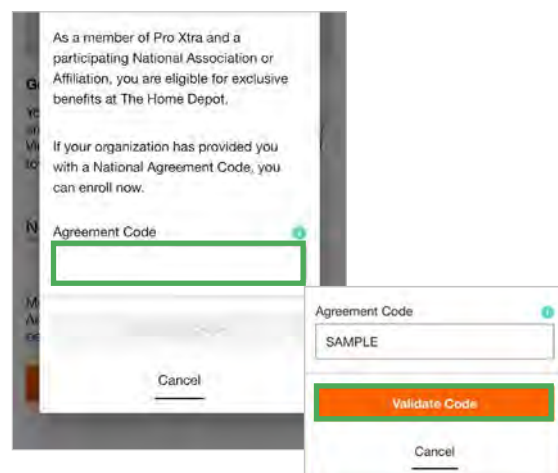 As a member of Pro Xtra and a
participating National Association or
Affiliation, you are eligible for exclusive
benefits at The Home Depot.
If your organization has provided you
with a National Agreement Code, you
can enroll now.
Agreement Code
Cancel
Agreement Code
SAMPLE
Validate Code
Cancel